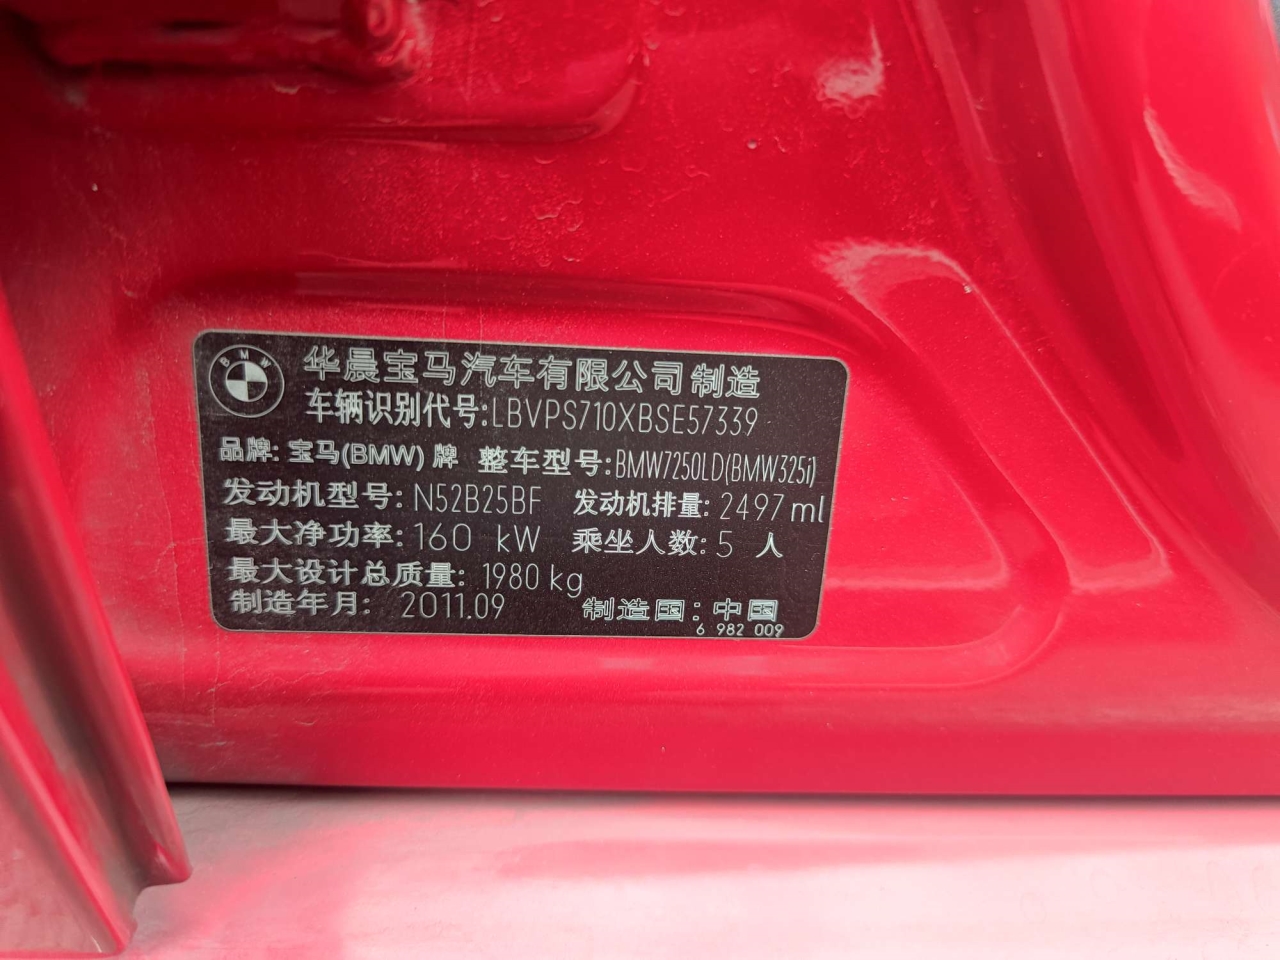 BMW
华晨宝马汽车有限公司制造
车辆识别代号:LBVPS710XBSE57339
品牌: 宝马(BMW) 牌 整车型号:BMW7250LD(BMW325i)
发动机型号: N52B25BF 发动机排量: 2497 ml
最大净功率: 160 kW 乘坐人数: 5 人
最大设计总质量: 1980 kg
制造年月: 2011.09 制造国: 中国
6 982 009